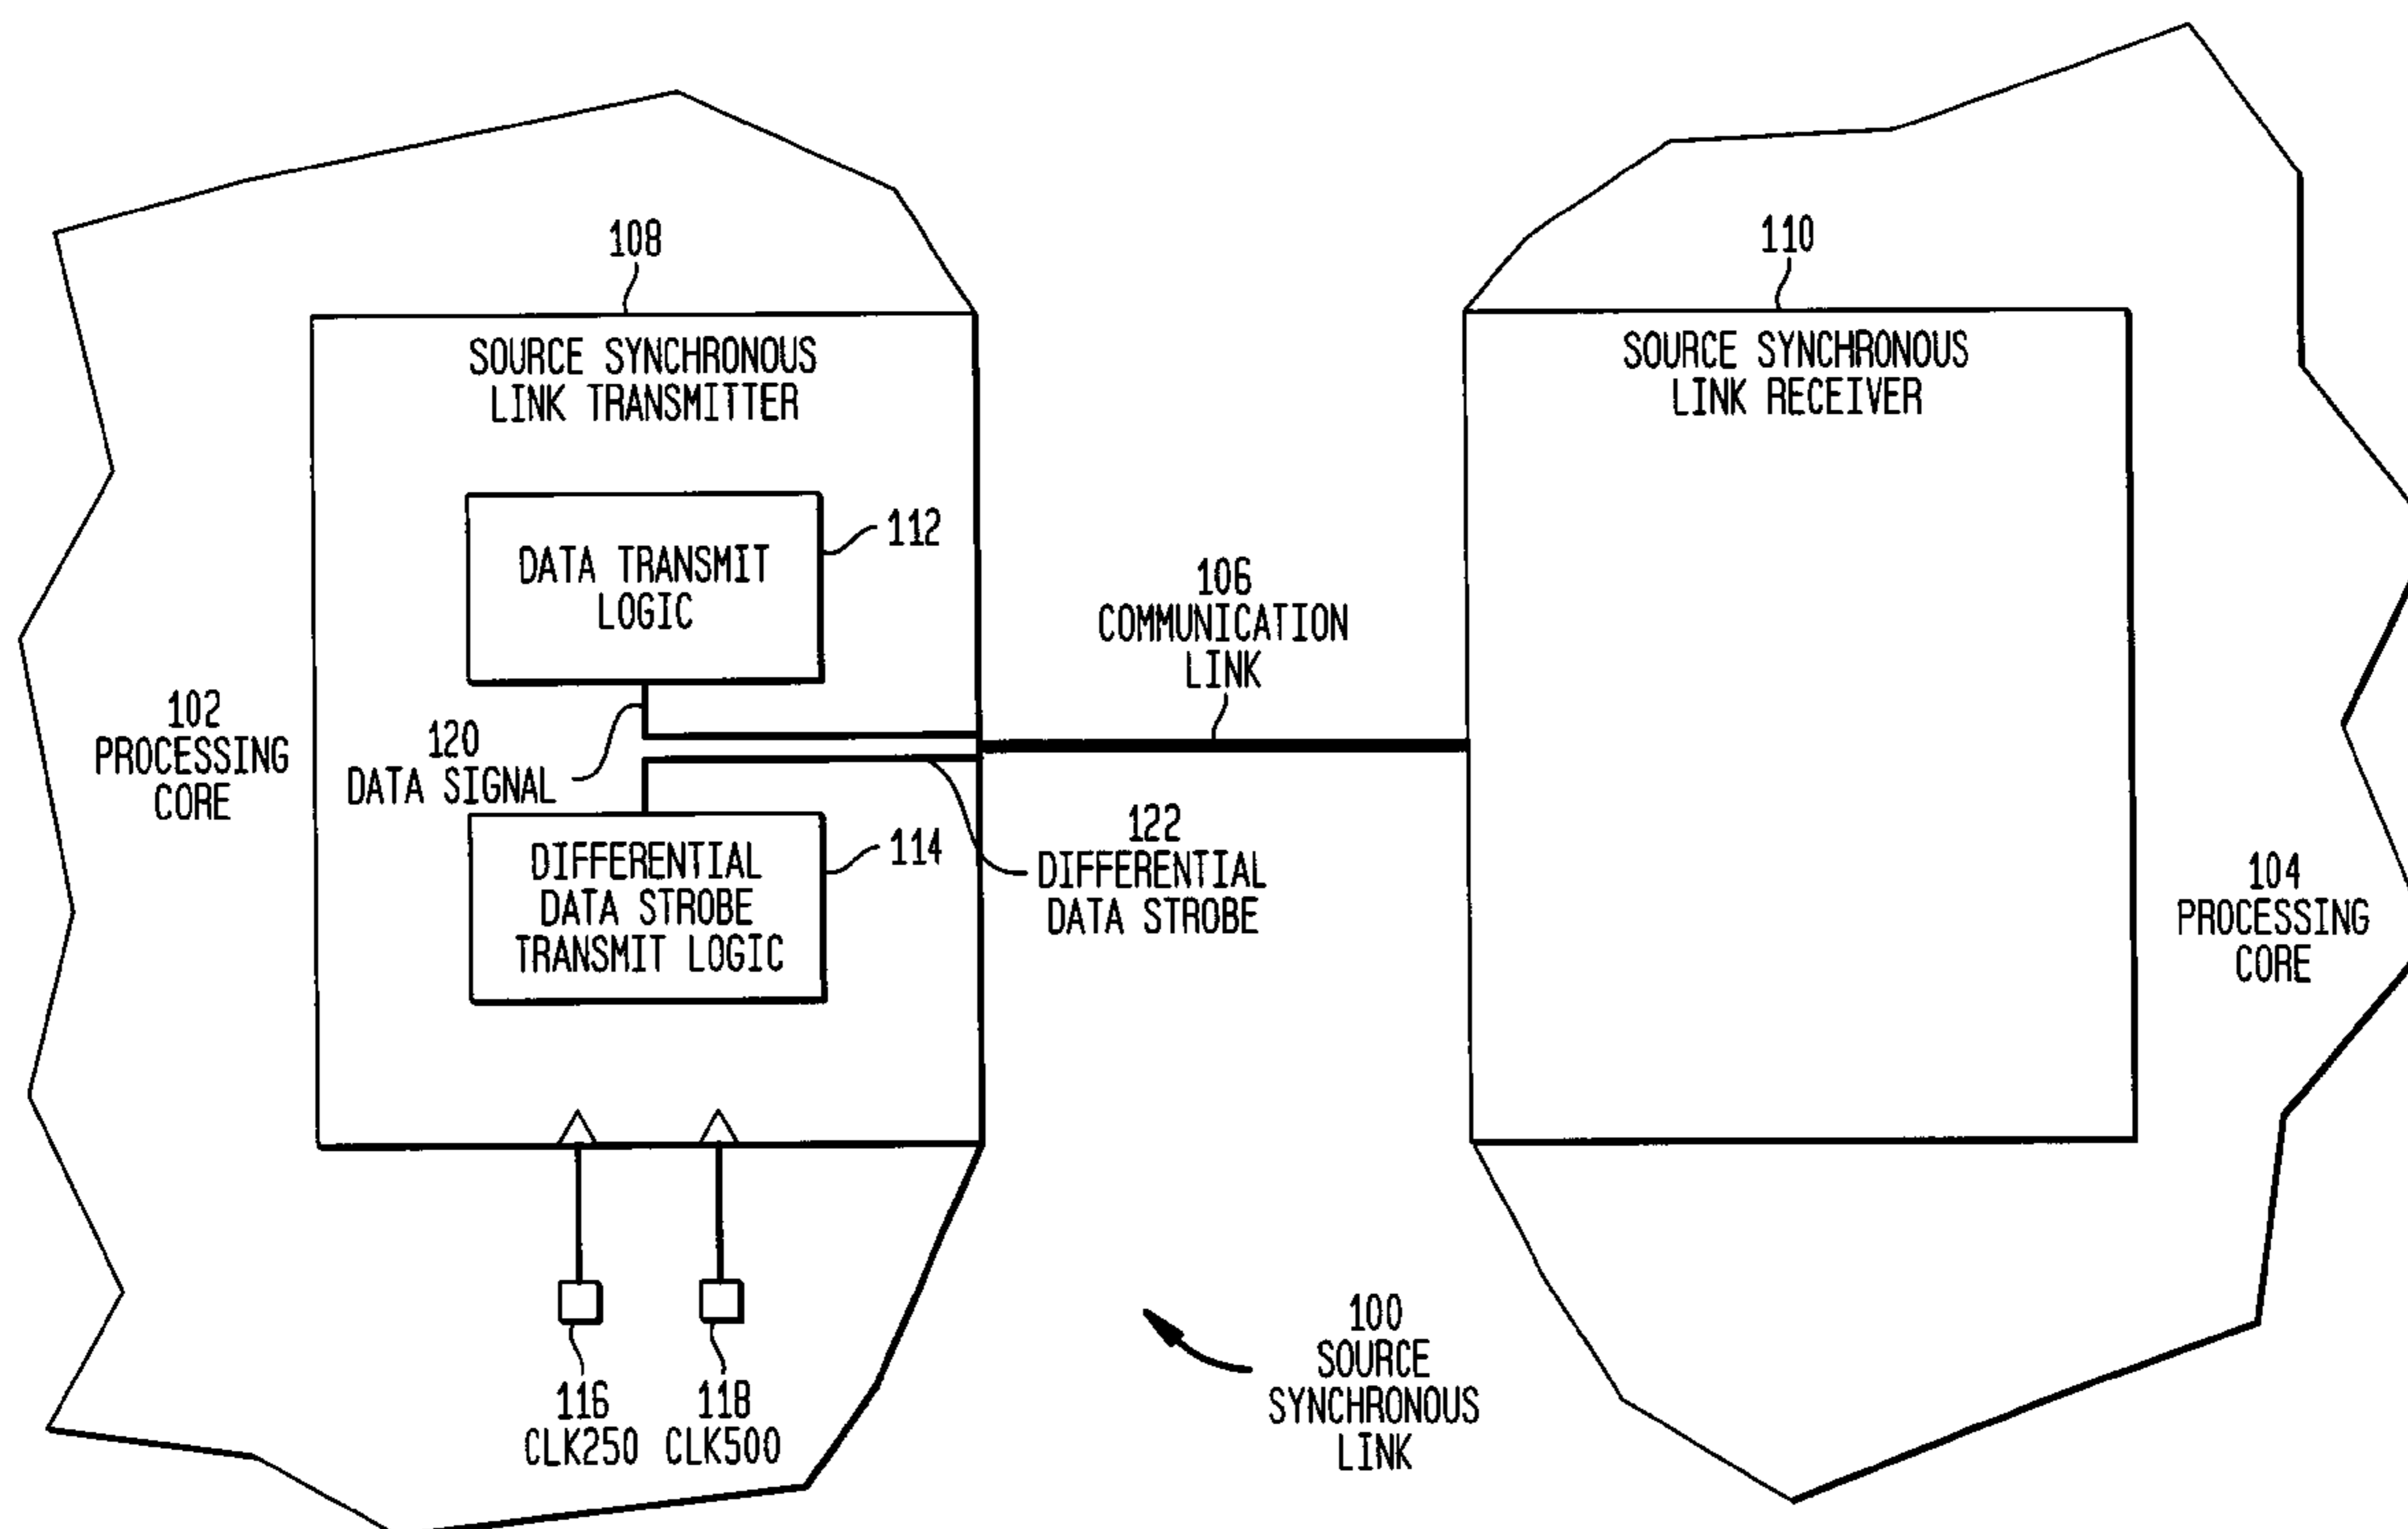 108
SOURCE SYNCHRONOUS
LINK TRANSMITTER
112
DATA TRANSMIT
LOGIC
102
PROCESSING
CORE
120
DATA SIGNAL
114
DIFFERENTIAL
DATA STROBE
TRANSMIT LOGIC
116
CLK250
118
CLK500
106
COMMUNICATION
LINK
122
DIFFERENTIAL
DATA STROBE
100
SOURCE
SYNCHRONOUS
LINK
110
SOURCE SYNCHRONOUS
LINK RECEIVER
104
PROCESSING
CORE